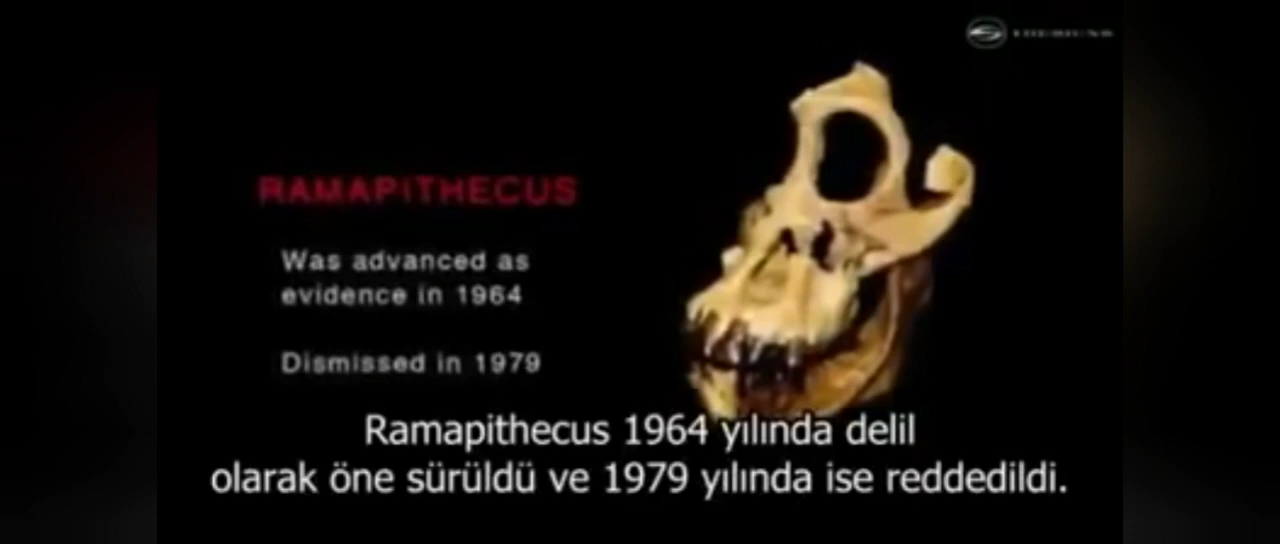 RAMAPITHECUS
Was advanced as
evidence in 1964
Dismissed in 1979
Ramapithecus 1964 yılında delil
olarak öne sürüldü ve 1979 yılında ise reddedildi.